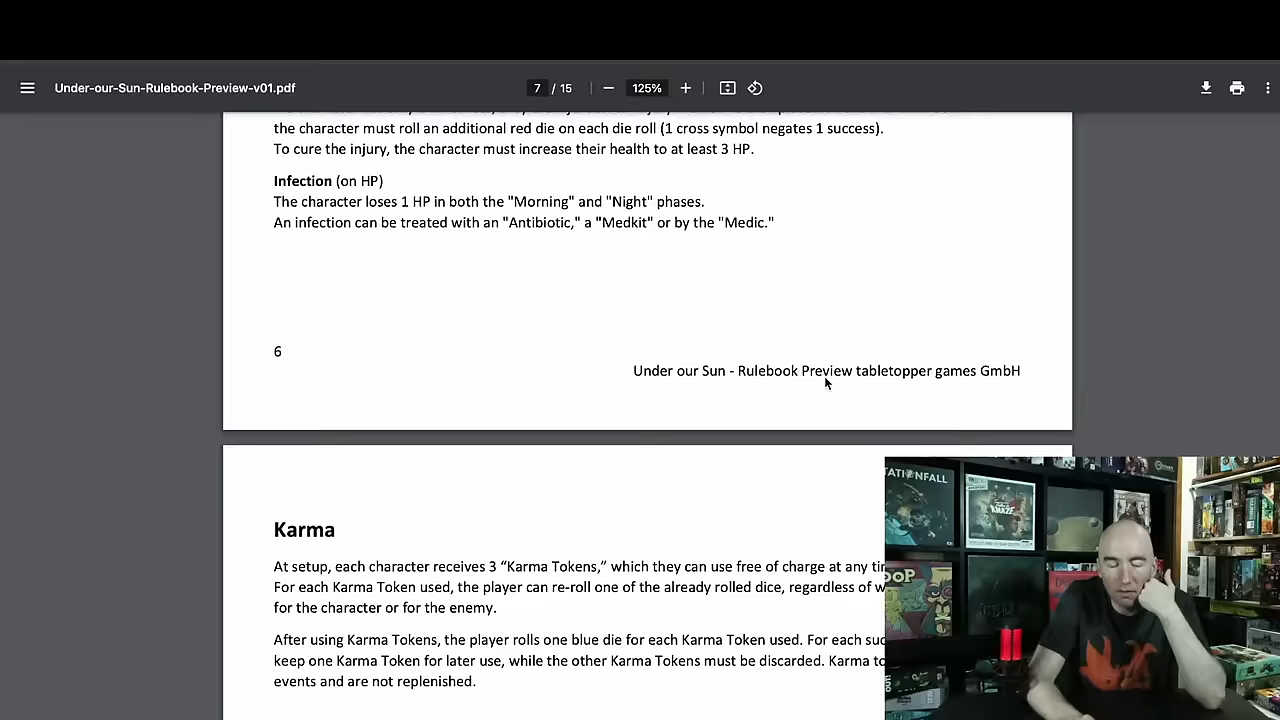 Under-our-Sun-Rulebook-Preview-v01.pdf
7 / 15
125%
the character must roll an additional red die on each die roll (1 cross symbol negates 1 success).
To cure the injury, the character must increase their health to at least 3 HP.
Infection (on HP)
The character loses 1 HP in both the "Morning" and "Night" phases.
An infection can be treated with an "Antibiotic," a "Medkit" or by the "Medic."
6
Under our Sun - Rulebook Preview tabletopper games GmbH
Karma
At setup, each character receives 3 “Karma Tokens,” which they can use free of charge at any
For each Karma Token used, the player can re-roll one of the already rolled dice, regardless of
for the character or for the enemy.
After using Karma Tokens, the player rolls one blue die for each Karma Token used. For each
keep one Karma Token for later use, while the other Karma Tokens must be discarded. Karma
events and are not replenished.